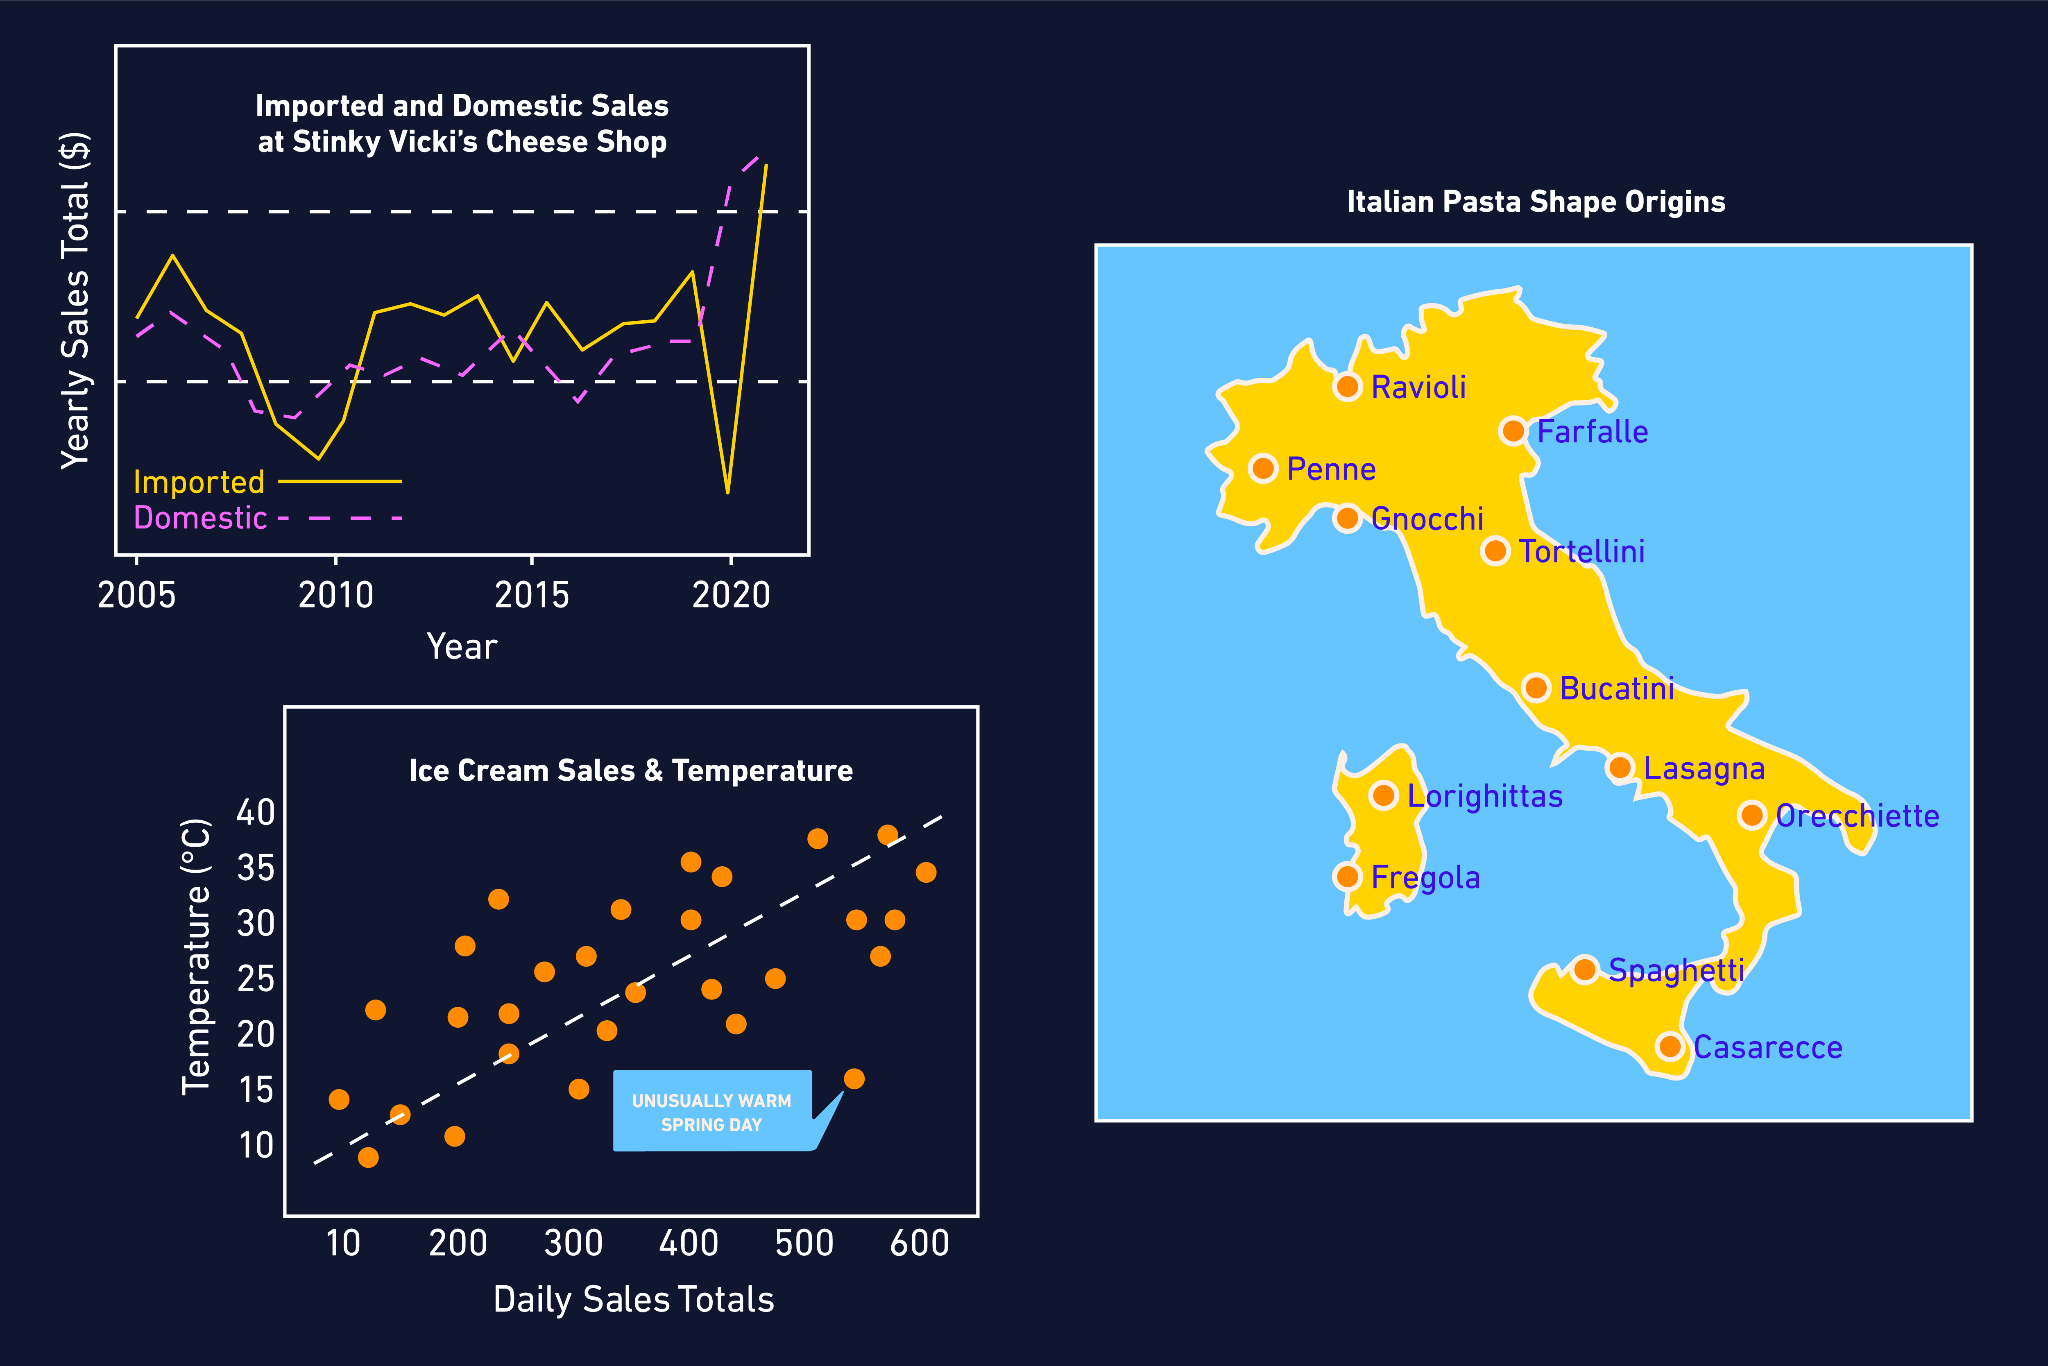 Imported and Domestic Sales
at Stinky Vicki's Cheese Shop
Yearly Sales Total ($)
Imported
Domestic
2005 2010 2015 2020
Year
Ice Cream Sales & Temperature
Temperature (°C)
40
35
30
25
20
15
10
UNUSUALLY WARM
SPRING DAY
10 200 300 400 500 600
Daily Sales Totals
Italian Pasta Shape Origins
Ravioli
Farfalle
Penne
Gnocchi
Tortellini
Bucatini
Lasagna
Lorighittas
Orecchiette
Fregola
Spaghetti
Casarecce